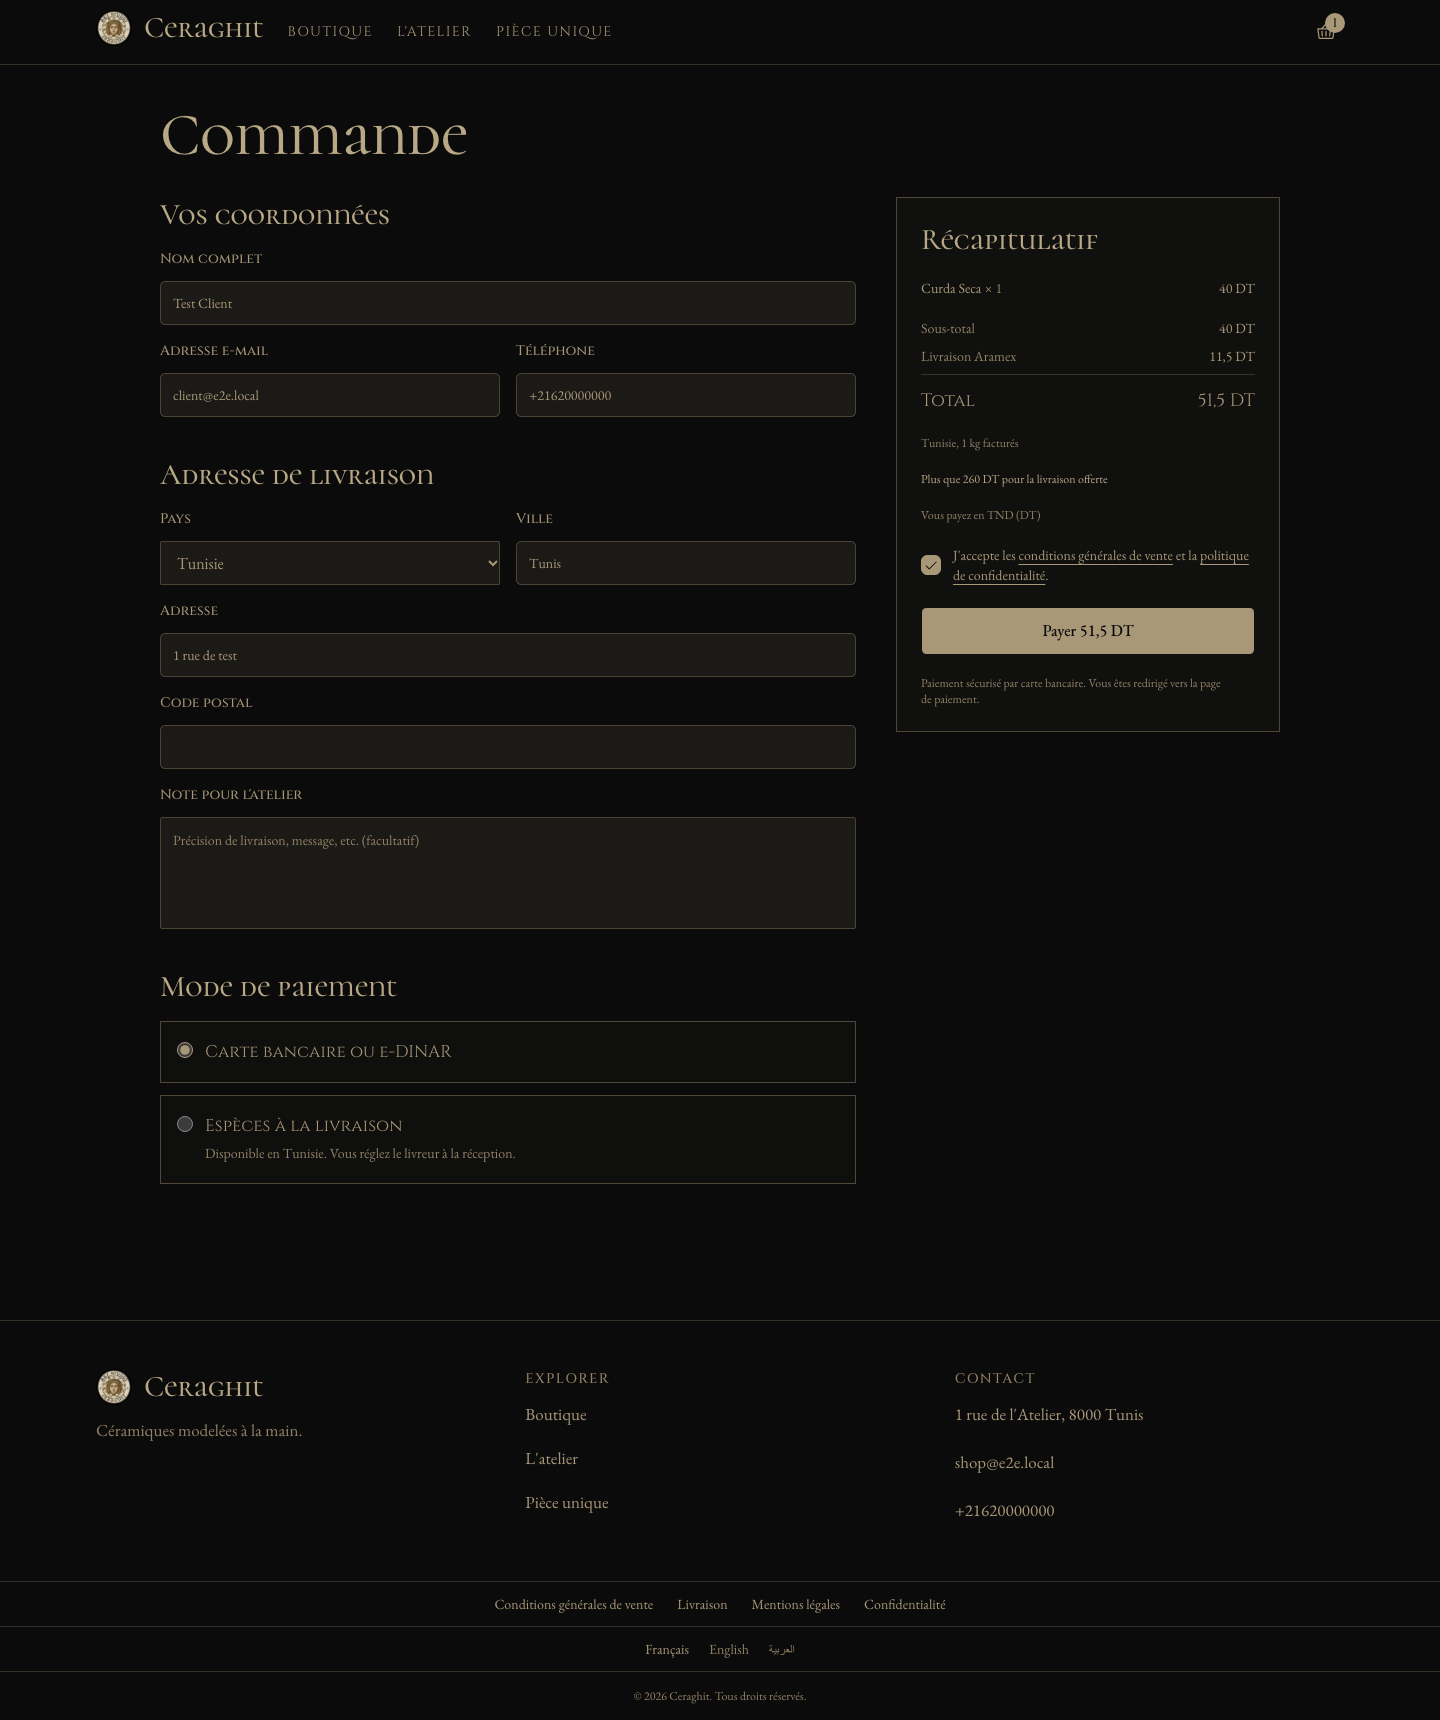 Ceraghit BOUTIQUE L'ATELIER PIÈCE UNIQUE 1
Commande
Vos coordonnées
Nom complet
Test Client
Adresse e-mail Téléphone
client@e2e.local +21620000000
Adresse de livraison
Pays Ville
Tunisie Tunis
Adresse
1 rue de test
Code postal
Note pour l'atelier
Précision de livraison, message, etc. (facultatif)
Mode de paiement
Carte bancaire ou e-DINAR
Espèces à la livraison
Disponible en Tunisie. Vous réglez le livreur à la réception.
Récapitulatif
Curda Seca × 1 40 DT
Sous-total 40 DT
Livraison Aramex 11,5 DT
Total 51,5 DT
Tunisie, 1 kg facturés
Plus que 260 DT pour la livraison offerte
Vous payez en TND (DT)
J'accepte les conditions générales de vente et la politique
de confidentialité.
Payer 51,5 DT
Paiement sécurisé par carte bancaire. Vous êtes redirigé vers la page
de paiement.
Ceraghit
Céramiques modelées à la main.
EXPLORER
Boutique
L'atelier
Pièce unique
CONTACT
1 rue de l'Atelier, 8000 Tunis
shop@e2e.local
+21620000000
Conditions générales de vente Livraison Mentions légales Confidentialité
Français English العربية
© 2026 Ceraghit. Tous droits réservés.